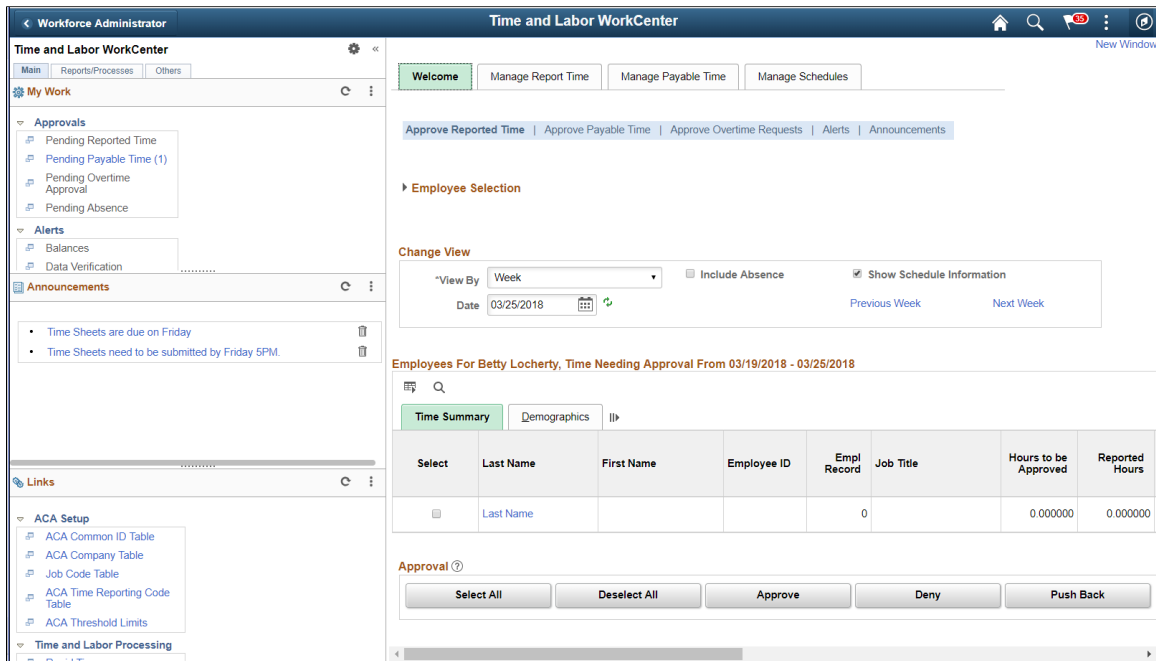 Workforce Administrator
Time and Labor WorkCenter
35
New Window
Time and Labor WorkCenter
Main
Reports/Processes
Others
My Work
Approvals
Pending Reported Time
Pending Payable Time (1)
Pending Overtime
Approval
Pending Absence
Alerts
Balances
Data Verification
Announcements
Time Sheets are due on Friday
Time Sheets need to be submitted by Friday 5PM.
Links
ACA Setup
ACA Common ID Table
ACA Company Table
Job Code Table
ACA Time Reporting Code
Table
ACA Threshold Limits
Time and Labor Processing
Welcome
Manage Report Time
Manage Payable Time
Manage Schedules
Approve Reported Time | Approve Payable Time | Approve Overtime Requests | Alerts | Announcements
Employee Selection
Change View
*View By Week
Include Absence
Show Schedule Information
Date 03/25/2018
Previous Week
Next Week
Employees For Betty Locherty, Time Needing Approval From 03/19/2018 - 03/25/2018
Time Summary
Demographics
Select
Last Name
First Name
Employee ID
Empl
Record
Job Title
Hours to be
Approved
Reported
Hours
Last Name
0
0.000000
0.000000
Approval
Select All
Deselect All
Approve
Deny
Push Back